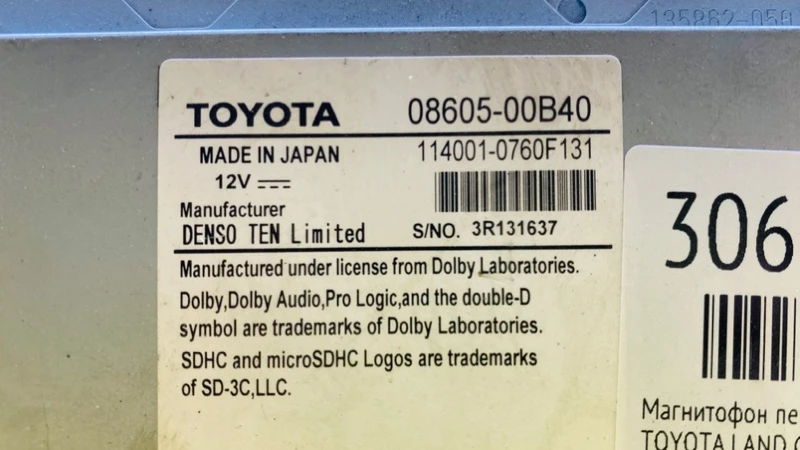 135862-050
TOYOTA 08605-00B40
MADE IN JAPAN 114001-0760F131
12V
Manufacturer
DENSO TEN Limited S/NO. 3R131637
Manufactured under license from Dolby Laboratories.
Dolby,Dolby Audio,Pro Logic,and the double-D
symbol are trademarks of Dolby Laboratories.
SDHC and microSDHC Logos are trademarks
of SD-3C,LLC.
306
Магнитофон
TOYOTA LAND